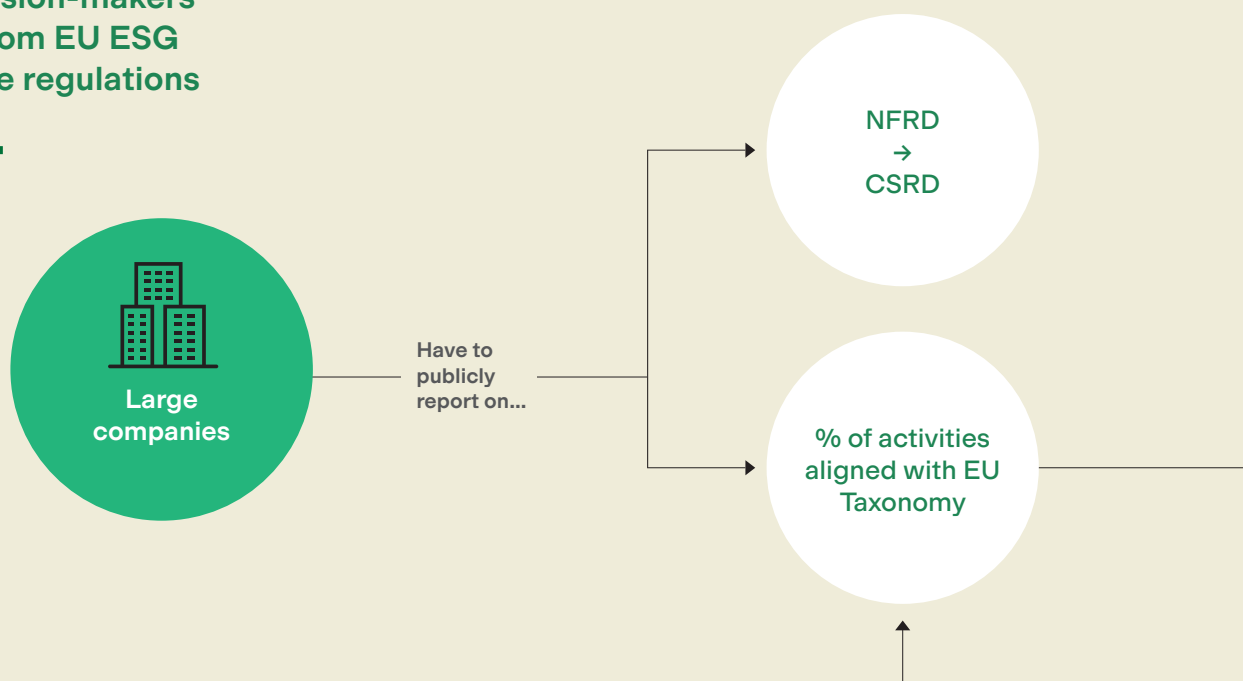 om EU ESG
e regulations
NFRD
→
CSRD
Large
companies
Have to
publicly
report on...
% of activities
aligned with EU
Taxonomy